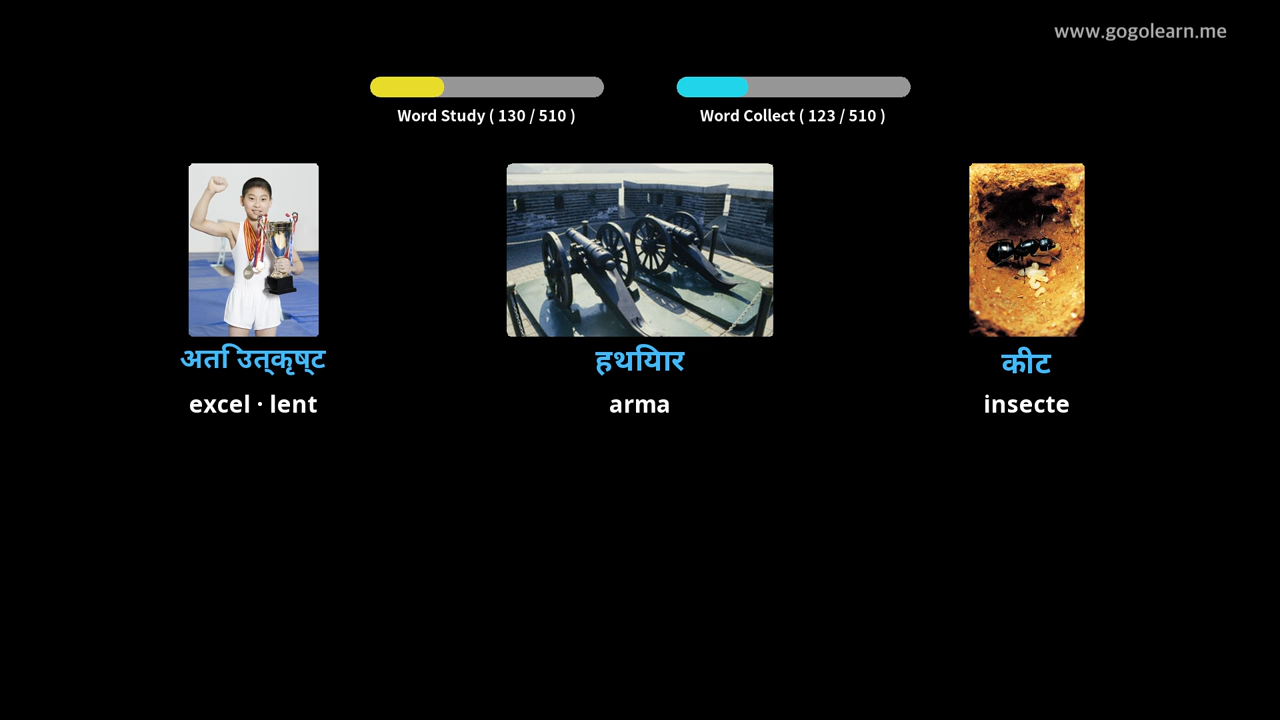 www.gogolearn.me
Word Study ( 130 / 510 )
Word Collect ( 123 / 510 )
अति उत्कृष्ट
हथियार
कीट
excel · lent
arma
insecte